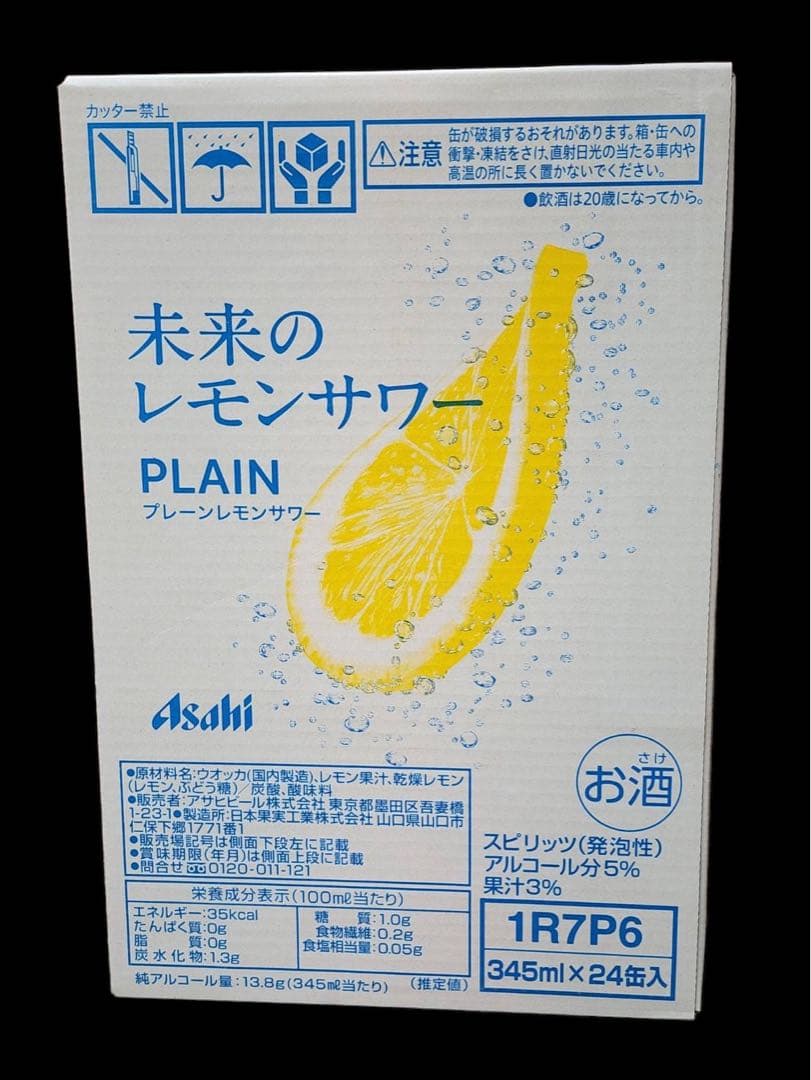 カッター禁止
注意
缶が破損するおそれがあります。箱・缶への
衝撃・凍結をさけ、直射日光の当たる車内や
高温の所に長く置かないでください。
●飲酒は20歳になってから。
未来の
レモンサワー
PLAIN
プレーンレモンサワー
Asahi
●原材料名:ウオッカ(国内製造)、レモン果汁、乾燥レモン
(レモン、ぶどう糖)/炭酸、酸味料
●販売者:アサヒビール株式会社 東京都墨田区吾妻橋
1-23-1●製造所:日本果実工業株式会社 山口県山口市
仁保下郷1771番1
●販売場記号は側面下段左に記載
●賞味期限(年月)は側面上段に記載
●問合せ 0120-011-121
栄養成分表示(100mℓ当たり)
エネルギー:35kcal
たんぱく質:0g
脂質:0g
炭水化物:1.3g
糖質:1.0g
食物繊維:0.2g
食塩相当量:0.05g
純アルコール量:13.8g(345mℓ当たり) (推定値)
さけ
お酒
スピリッツ(発泡性)
アルコール分5%
果汁3%
1R7P6
345ml×24缶入